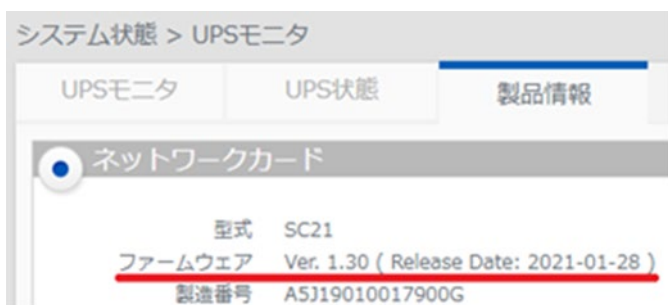 システム状態 > UPSモニタ
UPSモニタ UPS状態 製品情報
ネットワークカード
型式 SC21
ファームウェア Ver. 1.30 ( Release Date: 2021-01-28 )
製造番号 A5J19010017900G